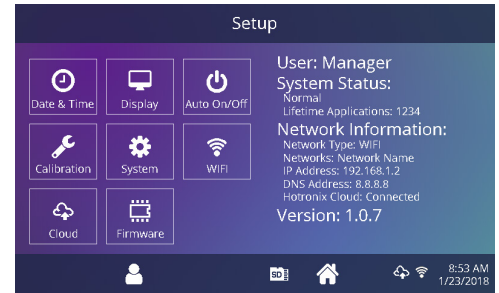 Setup
Date & Time
Display
Auto On/Off
Calibration
System
WIFI
Cloud
Firmware
User: Manager
System Status:
Normal
Lifetime Applications: 1234
Network Information:
Network Type: WIFI
Networks: Network Name
IP Address: 192.168.1.2
DNS Address: 8.8.8.8
Hotronix Cloud: Connected
Version: 1.0.7
SD
8:53 AM
1/23/2018